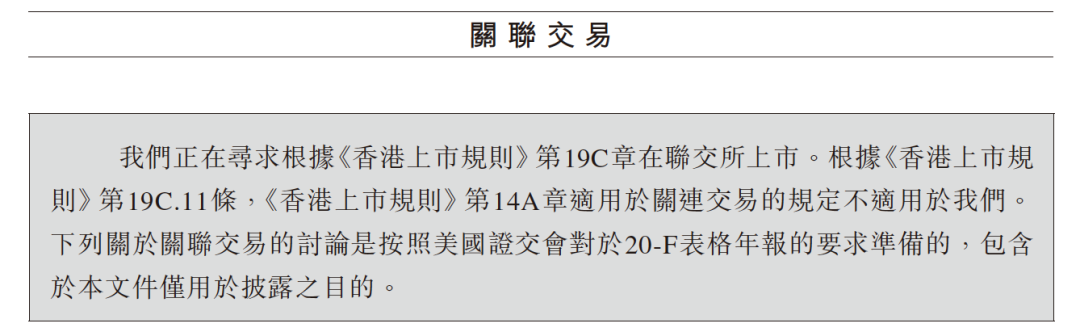 關聯交易
我們正在尋求根據《香港上市規則》第19C章在聯交所上市。根據《香港上市規
則》第19C.11條，《香港上市規則》第14A章適用於關連交易的規定不適用於我們。
下列關於關聯交易的討論是按照美國證交會對於20-F表格年報的要求準備的，包含
於本文件僅用於披露之目的。